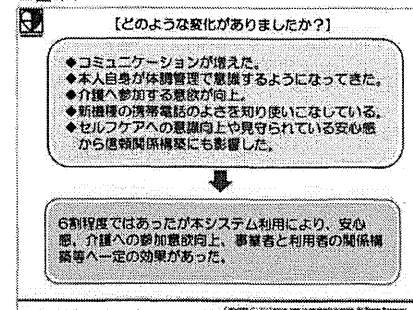 ［どのような変化がありましたか？］
◆コミュニケーションが増えた。
◆本人自身が体調管理で意識するようになってきた。
◆介護へ参加する意欲が向上。
◆新機種の携帯電話のよさを知り使いこなしている。
◆セルフケアへの意識向上や見守られている安心感
から信頼関係構築にも影響した。
6割程度ではあったが本システム利用により、安心
感、介護への参加意欲向上、事業者と利用者の関係構
築等へ一定の効果があった。